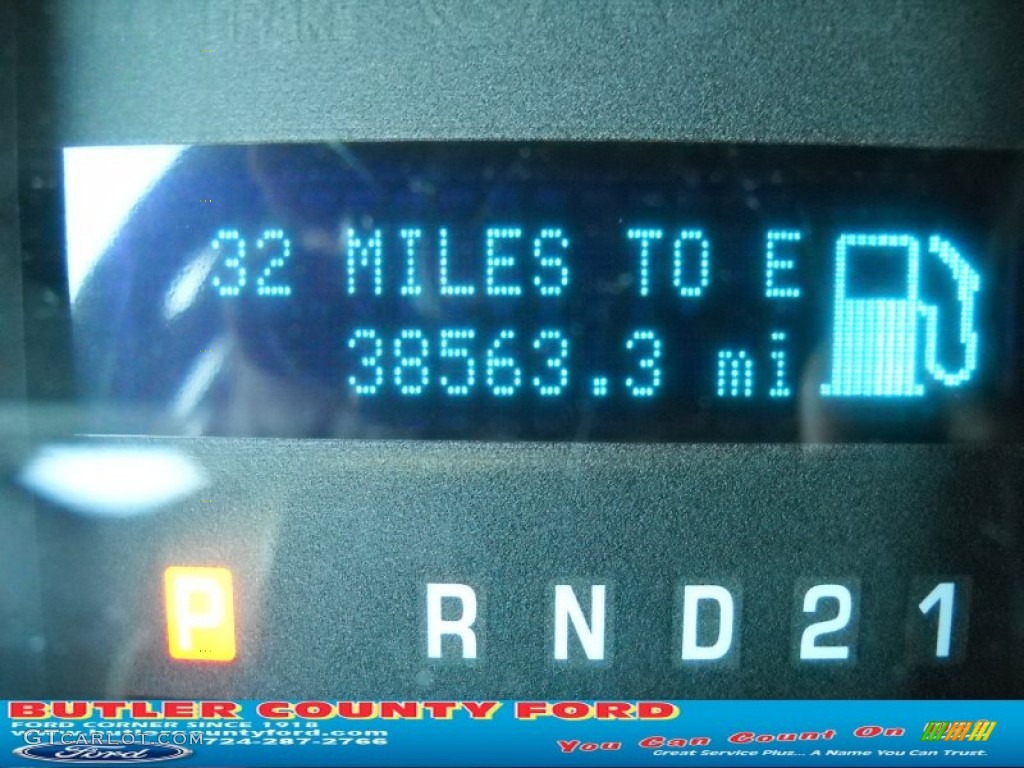 32 MILES TO E
38563.3 mi
P R N D 2 1
BUTLER COUNTY FORD
FORD CORNER SINCE 1918
GTCarLot.com
724-287-2766
Ford
You Can Count On
Great Service Plus... A Name You Can Trust.